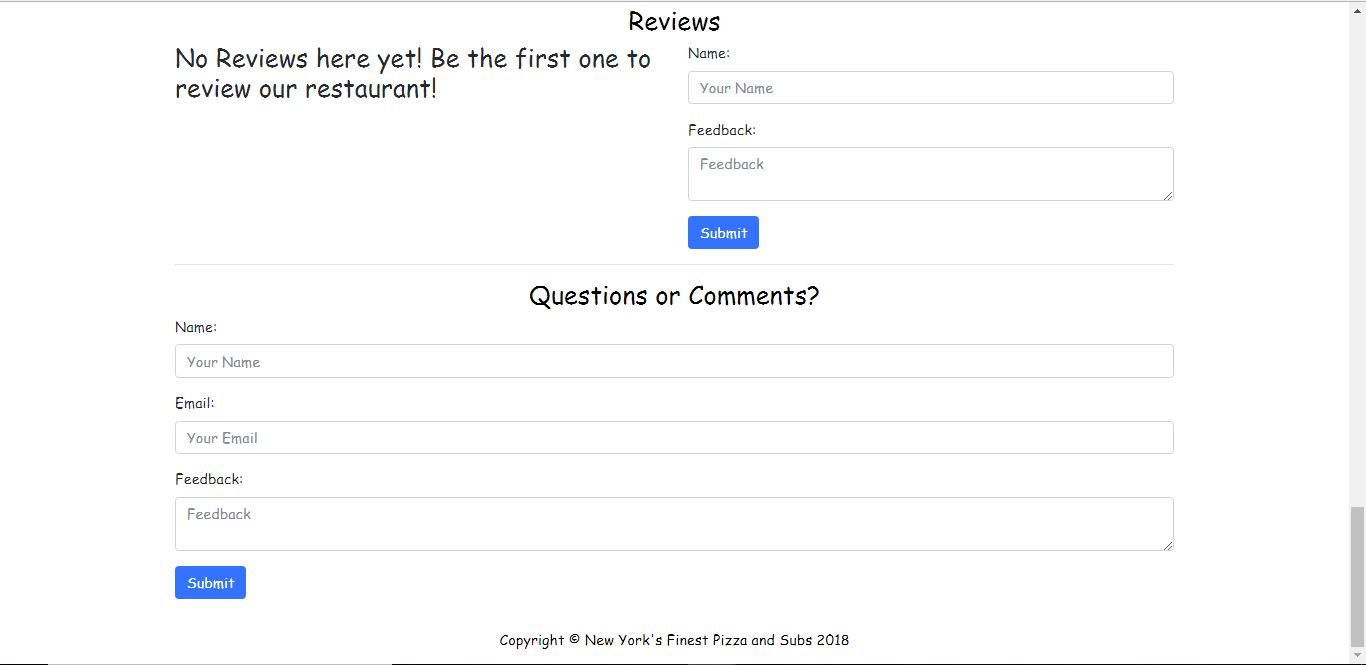 Reviews
No Reviews here yet! Be the first one to
review our restaurant!
Name:
Your Name
Feedback:
Feedback
Submit
Questions or Comments?
Name:
Your Name
Email:
Your Email
Feedback:
Feedback
Submit
Copyright © New York's Finest Pizza and Subs 2018